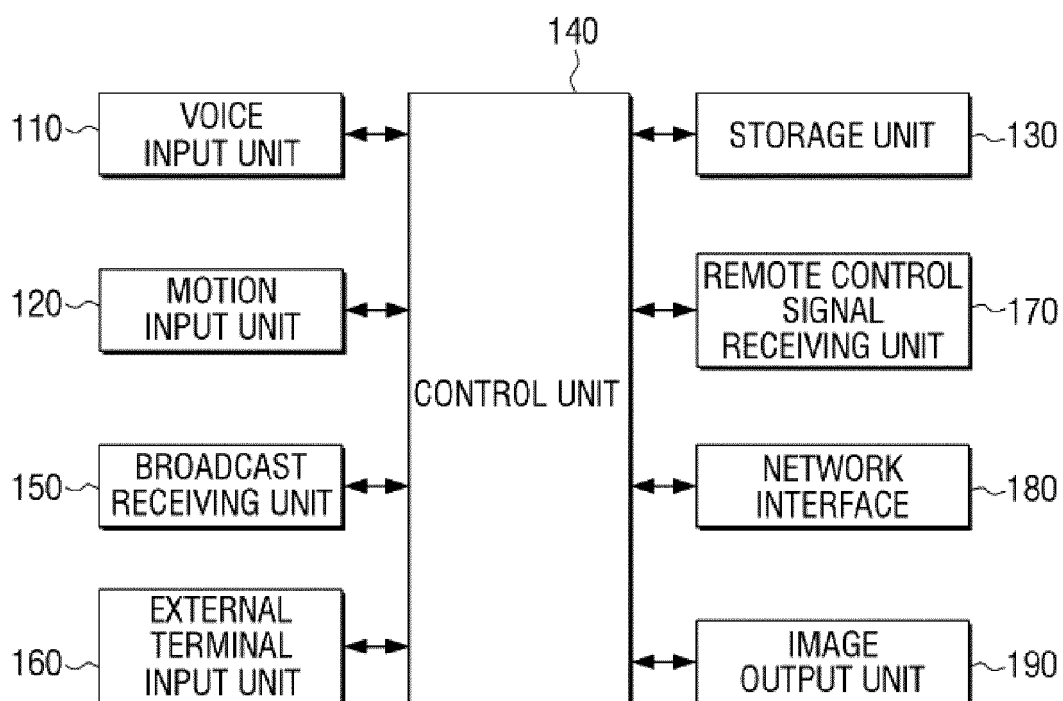 140
110
VOICE
INPUT UNIT
STORAGE UNIT
130
120
MOTION
INPUT UNIT
REMOTE CONTROL
SIGNAL
RECEIVING UNIT
170
CONTROL UNIT
150
BROADCAST
RECEIVING UNIT
NETWORK
INTERFACE
180
160
EXTERNAL
TERMINAL
INPUT UNIT
IMAGE
OUTPUT UNIT
190